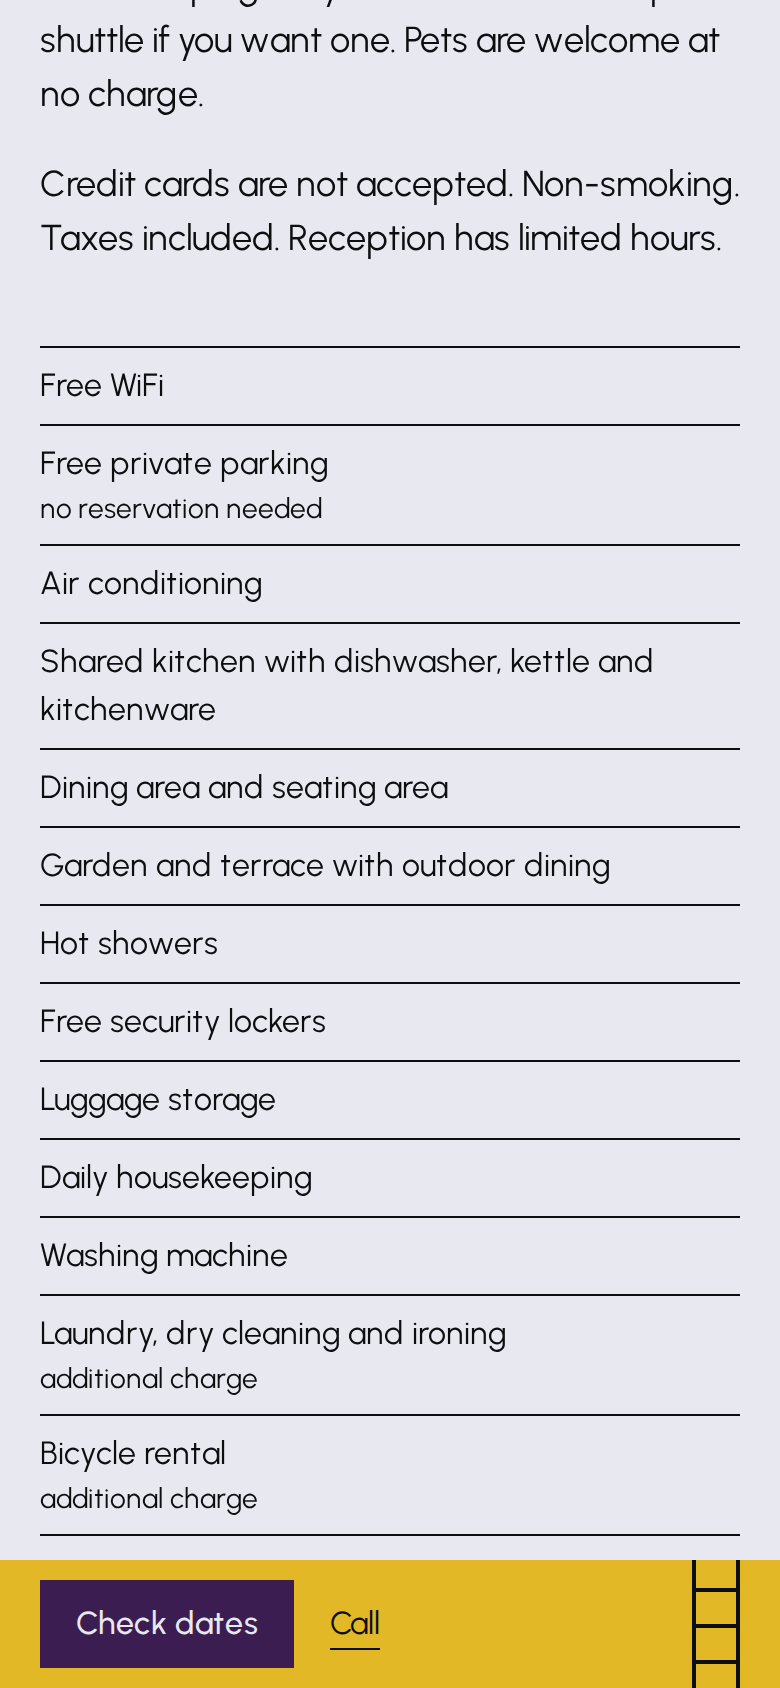 shuttle if you want one. Pets are welcome at
no charge.
Credit cards are not accepted. Non-smoking.
Taxes included. Reception has limited hours.
Free WiFi
Free private parking
no reservation needed
Air conditioning
Shared kitchen with dishwasher, kettle and
kitchenware
Dining area and seating area
Garden and terrace with outdoor dining
Hot showers
Free security lockers
Luggage storage
Daily housekeeping
Washing machine
Laundry, dry cleaning and ironing
additional charge
Bicycle rental
additional charge
Check dates
Call